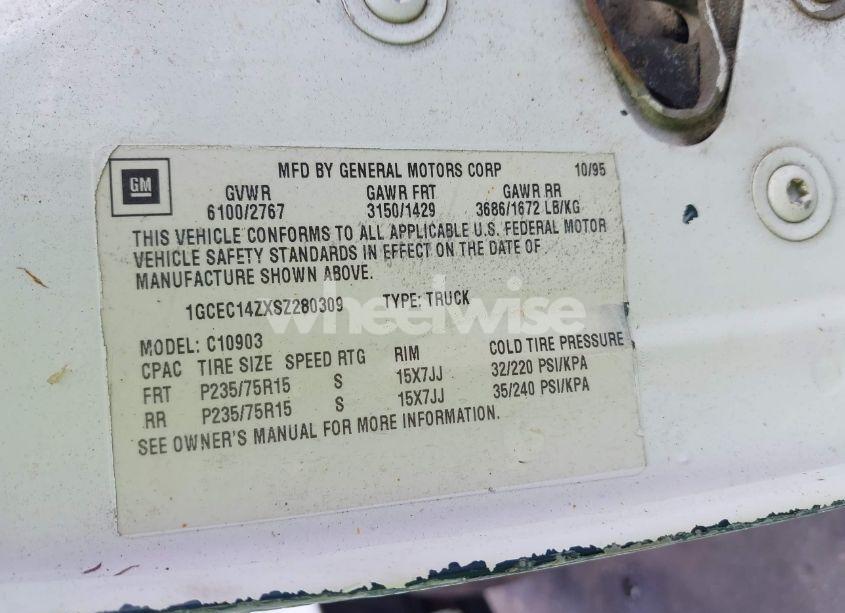 GM
MFD BY GENERAL MOTORS CORP 10/95
GVWR GAWR FRT GAWR RR
6100/2767 3150/1429 3686/1672 LB/KG
THIS VEHICLE CONFORMS TO ALL APPLICABLE U.S. FEDERAL MOTOR
VEHICLE SAFETY STANDARDS IN EFFECT ON THE DATE OF
MANUFACTURE SHOWN ABOVE.
1GCEC14ZXSZ280309 TYPE: TRUCK
wheelwise
MODEL: C10903
CPAC TIRE SIZE SPEED RTG RIM COLD TIRE PRESSURE
FRT P235/75R15 S 15X7JJ 32/220 PSI/KPA
RR P235/75R15 S 15X7JJ 35/240 PSI/KPA
SEE OWNER'S MANUAL FOR MORE INFORMATION.